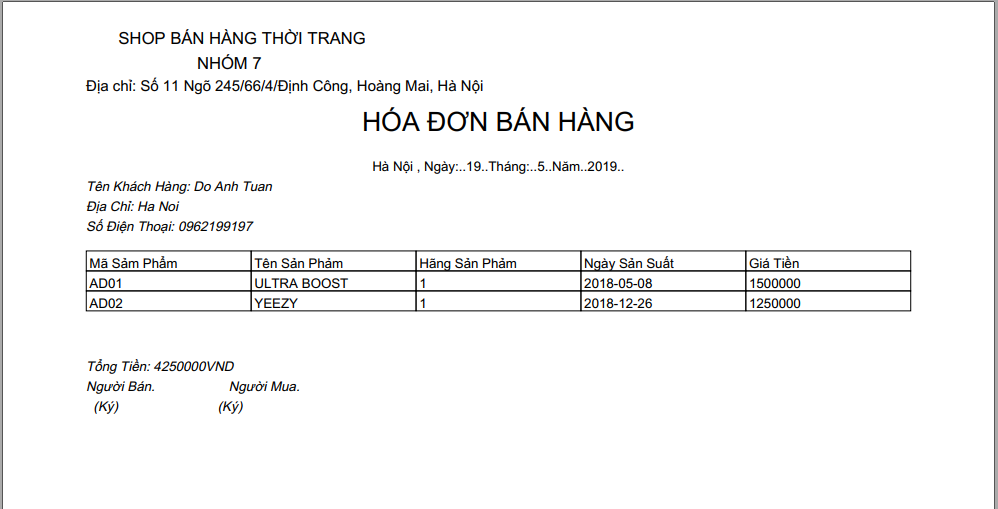 SHOP BÁN HÀNG THỜI TRANG
NHÓM 7
Địa chỉ: Số 11 Ngõ 245/66/4/Định Công, Hoàng Mai, Hà Nội
HÓA ĐƠN BÁN HÀNG
Hà Nội , Ngày:..19..Tháng:..5..Năm..2019..
Tên Khách Hàng: Do Anh Tuan
Địa Chỉ: Ha Noi
Số Điện Thoại: 0962199197
Mã Sảm Phẩm Tên Sản Phảm Hãng Sản Phảm Ngày Sản Suất Giá Tiền
AD01 ULTRA BOOST 1 2018-05-08 1500000
AD02 YEEZY 1 2018-12-26 1250000
Tổng Tiền: 4250000VND
Người Bán. Người Mua.
(Ký) (Ký)